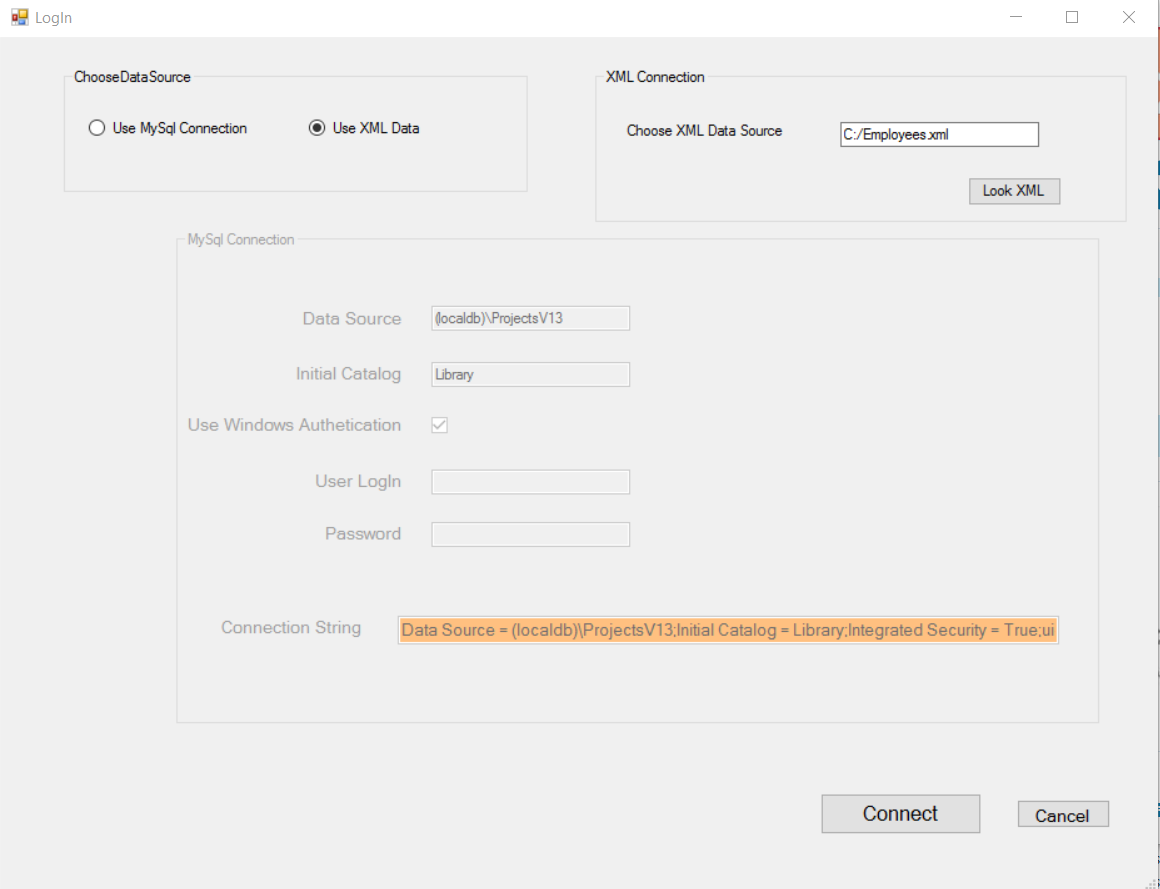 LogIn
ChooseDataSource
Use MySql Connection
Use XML Data
XML Connection
Choose XML Data Source
C:/Employees.xml
Look XML
MySql Connection
Data Source
(localdb)\ProjectsV13
Initial Catalog
Library
Use Windows Authetication
User LogIn
Password
Connection String
Data Source = (localdb)\ProjectsV13;Initial Catalog = Library;Integrated Security = True;ui
Connect
Cancel